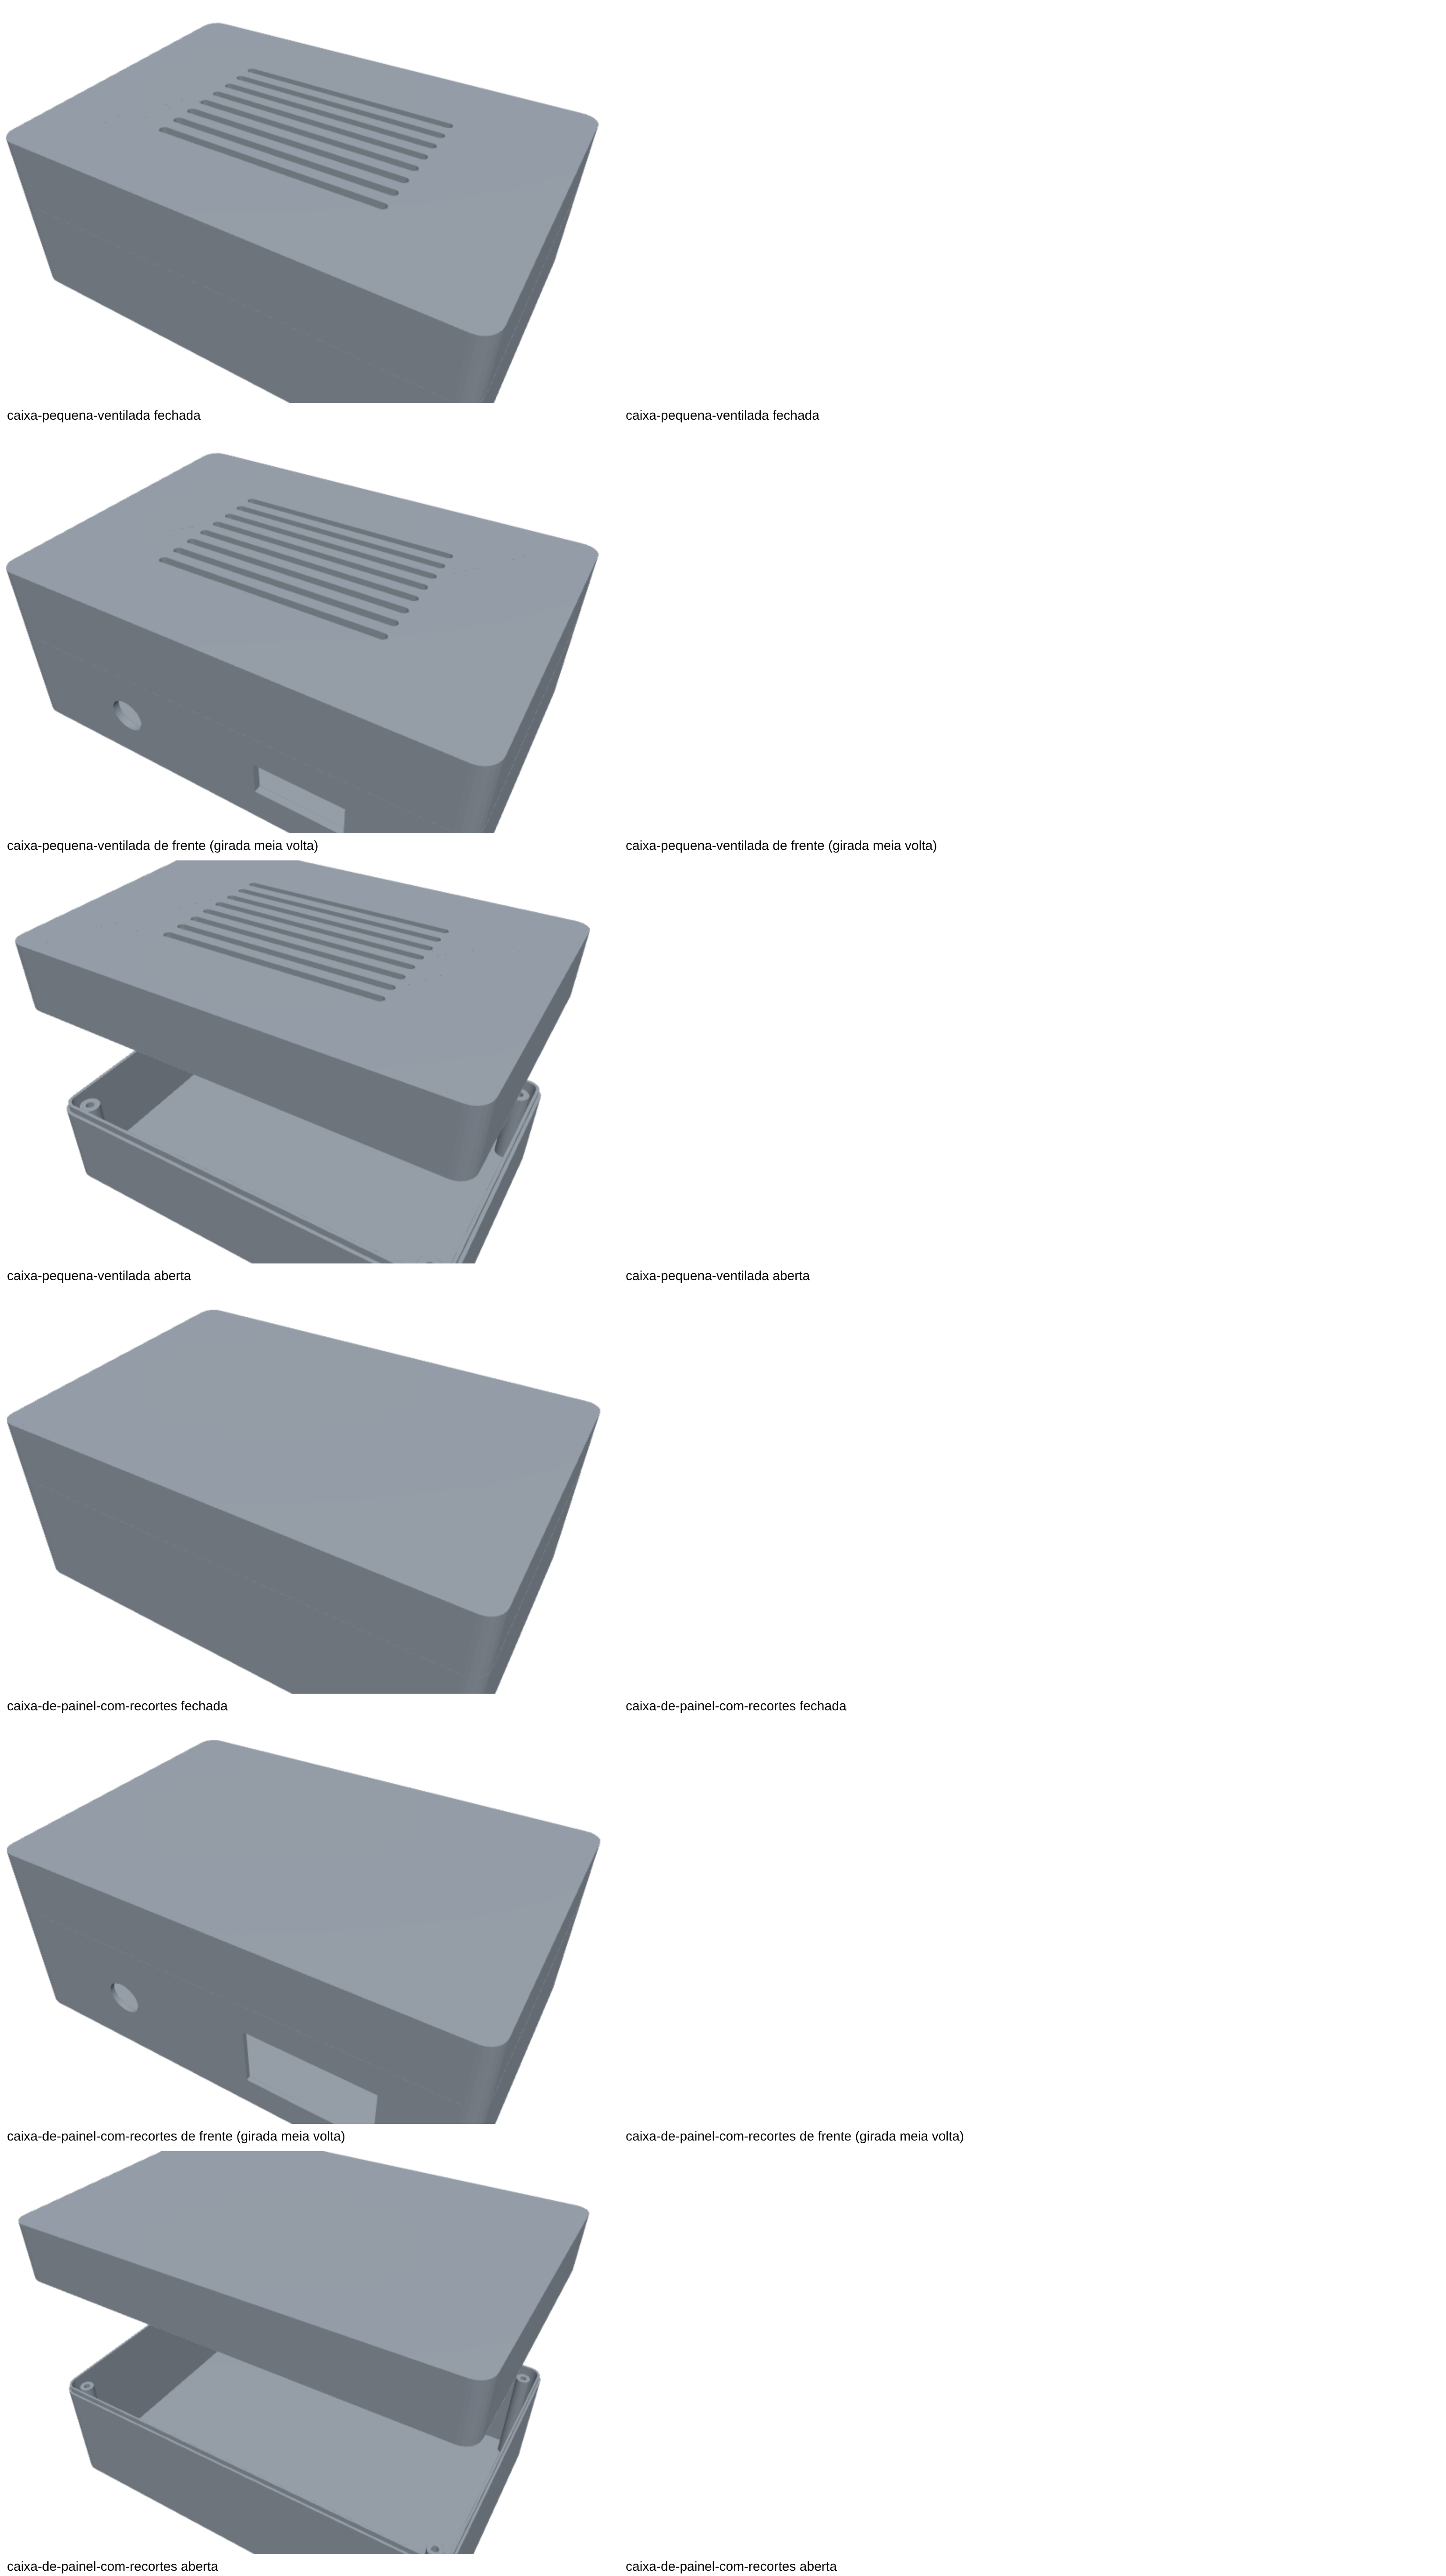 caixa-pequena-ventilada fechada
caixa-pequena-ventilada fechada
caixa-pequena-ventilada de frente (girada meia volta)
caixa-pequena-ventilada de frente (girada meia volta)
caixa-pequena-ventilada aberta
caixa-pequena-ventilada aberta
caixa-de-painel-com-recortes fechada
caixa-de-painel-com-recortes fechada
caixa-de-painel-com-recortes de frente (girada meia volta)
caixa-de-painel-com-recortes de frente (girada meia volta)
caixa-de-painel-com-recortes aberta
caixa-de-painel-com-recortes aberta